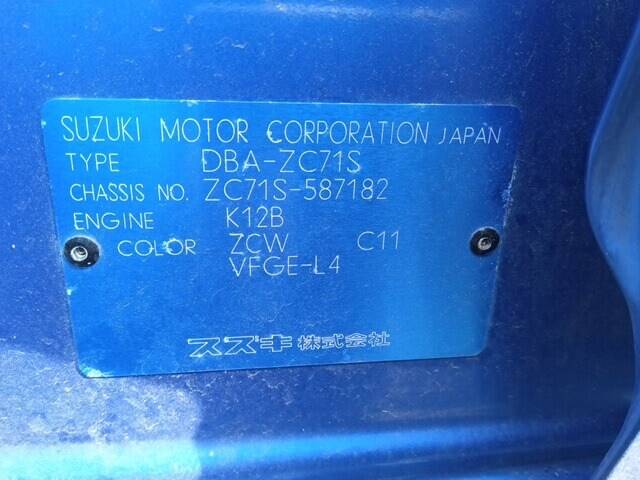 SUZUKI MOTOR CORPORATION JAPAN
TYPE DBA-ZC71S
CHASSIS NO. ZC71S-587182
ENGINE K12B
COLOR ZCW C11
VFGE-L4
スズキ株式会社